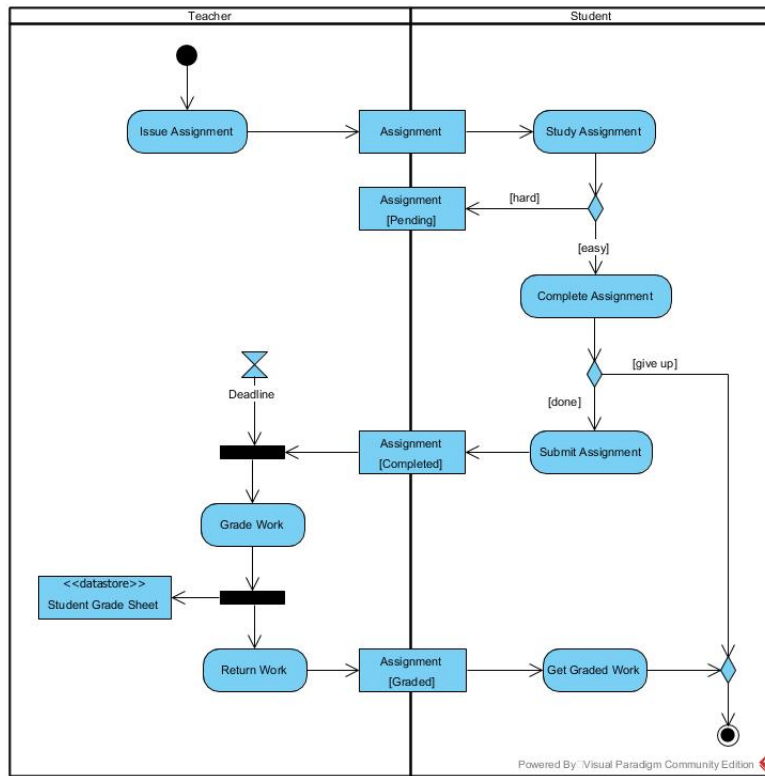 Teacher
Student
Issue Assignment
Assignment
Study Assignment
Assignment
[Pending]
[hard]
[easy]
Complete Assignment
Deadline
[give up]
[done]
Assignment
[Completed]
Submit Assignment
Grade Work
<<datastore>>
Student Grade Sheet
Return Work
Assignment
[Graded]
Get Graded Work
Powered By Visual Paradigm Community Edition